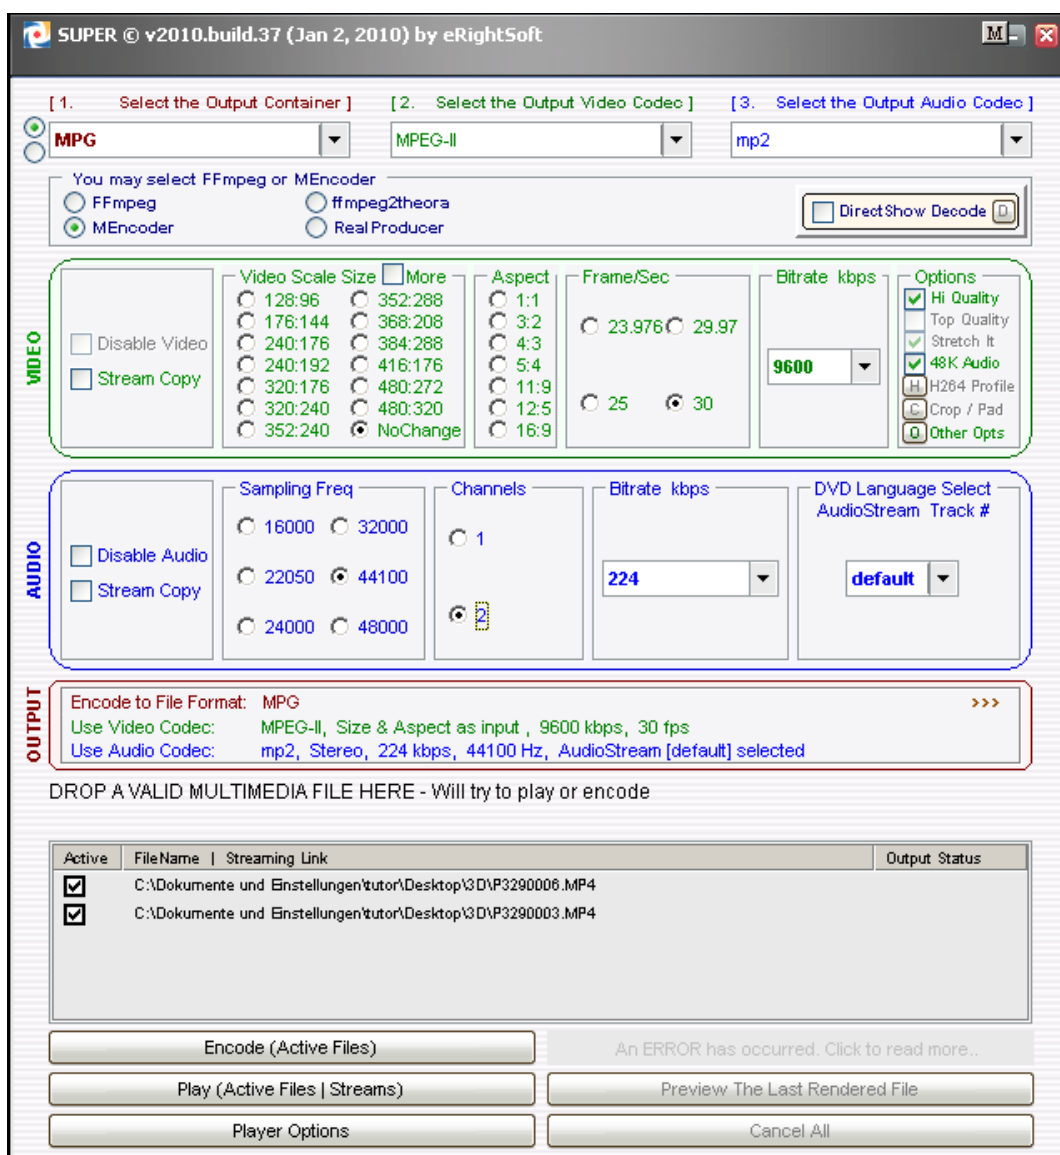 SUPER © v2010.build.37 (Jan 2, 2010) by eRightSoft
M
[ 1. Select the Output Container ] [ 2. Select the Output Video Codec ] [ 3. Select the Output Audio Codec ]
MPG MPEG-II mp2
You may select FFmpeg or MEncoder
FFmpeg ffmpeg2theora
MEncoder RealProducer
DirectShow Decode D
VIDEO
Disable Video
Stream Copy
Video Scale Size More
128:96 352:288
176:144 368:208
240:176 384:288
240:192 416:176
320:176 480:272
320:240 480:320
352:240 NoChange
Aspect
1:1
3:2
4:3
5:4
11:9
12:5
16:9
Frame/Sec
23.976 29.97
25 30
Bitrate kbps
9600
Options
Hi Quality
Top Quality
Stretch It
48K Audio
H H264 Profile
C Crop / Pad
O Other Opts
AUDIO
Disable Audio
Stream Copy
Sampling Freq
16000 32000
22050 44100
24000 48000
Channels
1
2
Bitrate kbps
224
DVD Language Select
AudioStream Track #
default
OUTPUT
Encode to File Format: MPG >>>
Use Video Codec: MPEG-II, Size & Aspect as input , 9600 kbps, 30 fps
Use Audio Codec: mp2, Stereo, 224 kbps, 44100 Hz, AudioStream [default] selected
DROP A VALID MULTIMEDIA FILE HERE - Will try to play or encode
Active FileName | Streaming Link Output Status
C:\Dokumente und Einstellungen\tutor\Desktop\3D\P3290006.MP4
C:\Dokumente und Einstellungen\tutor\Desktop\3D\P3290003.MP4
Encode (Active Files) An ERROR has occurred. Click to read more..
Play (Active Files | Streams) Preview The Last Rendered File
Player Options Cancel All